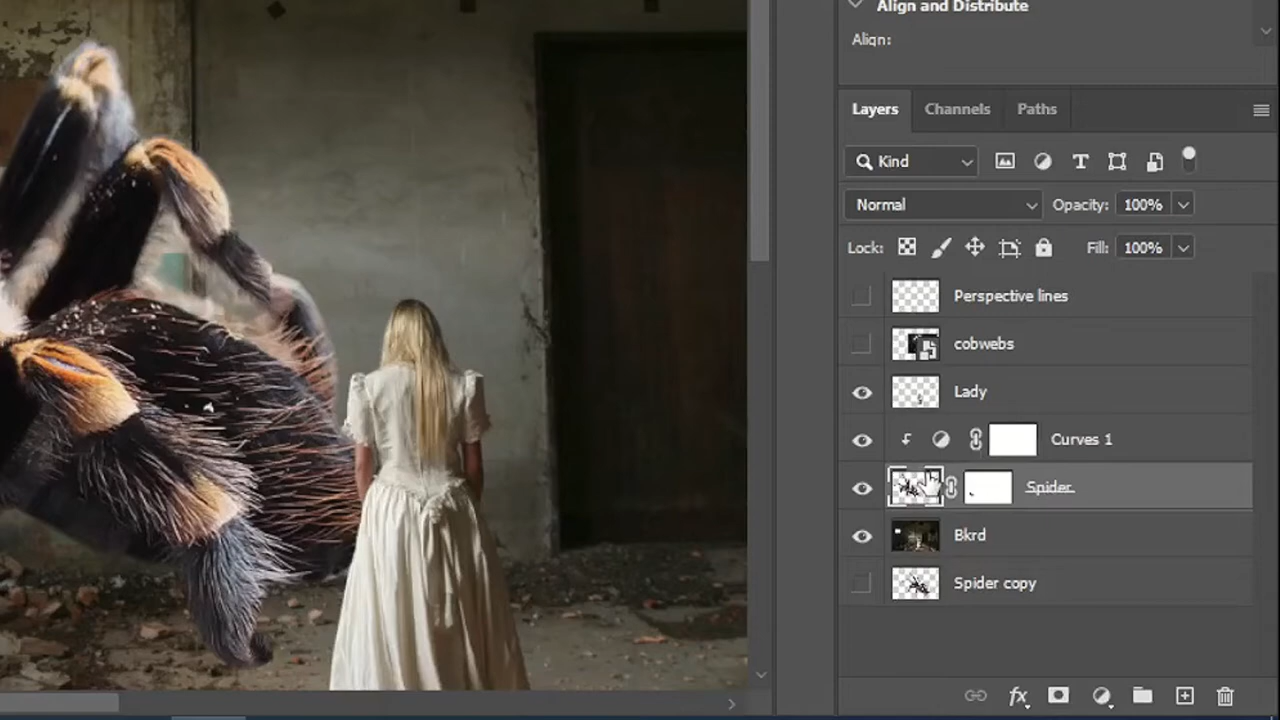 Align and Distribute
Align:
Layers Channels Paths
Kind
Normal Opacity: 100%
Lock: Fill: 100%
Perspective lines
cobwebs
Lady
Curves 1
Spider
Bkrd
Spider copy
fx